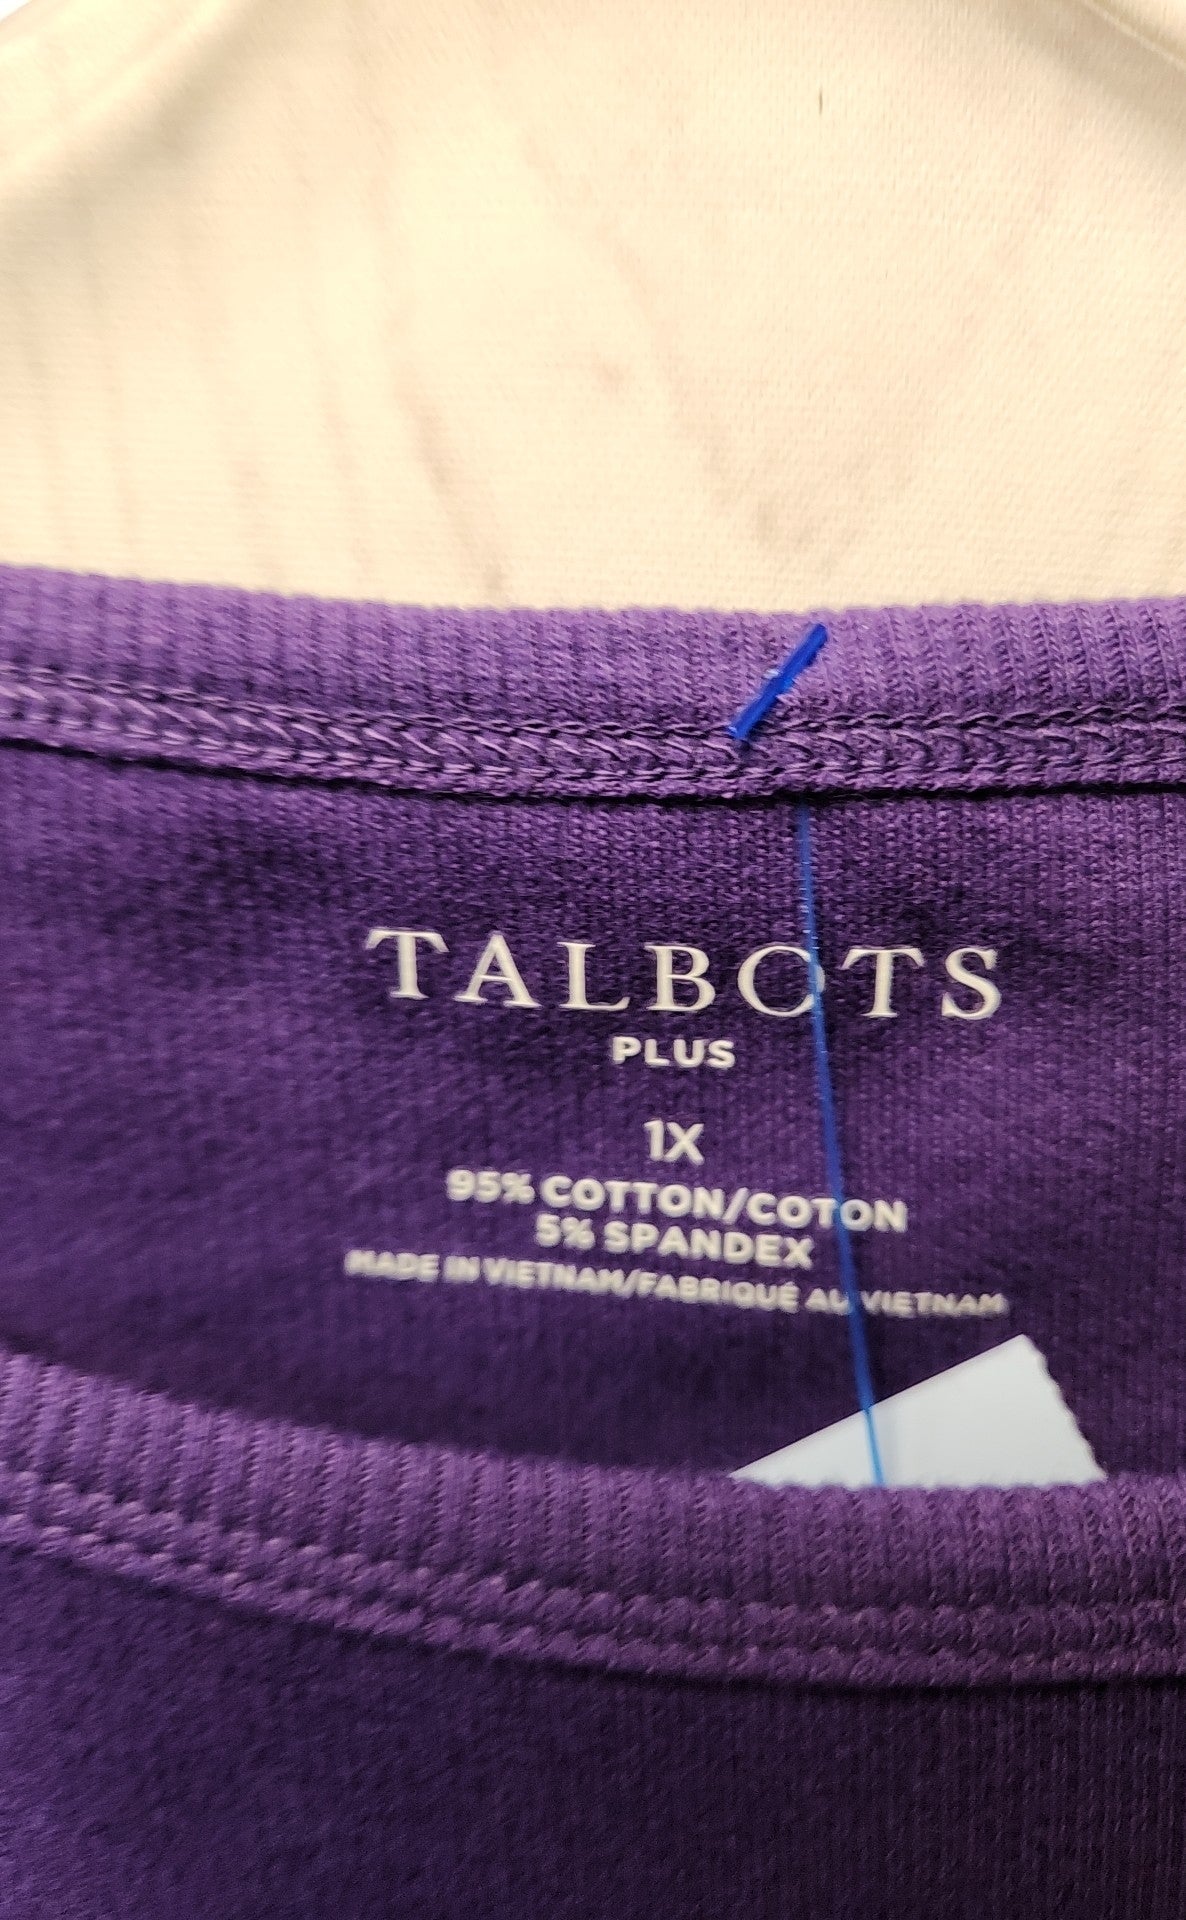 TALBOTS
PLUS
1X
95% COTTON/COTON
5% SPANDEX
MADE IN VIETNAM/FABRIQUÉ AU VIETNAM